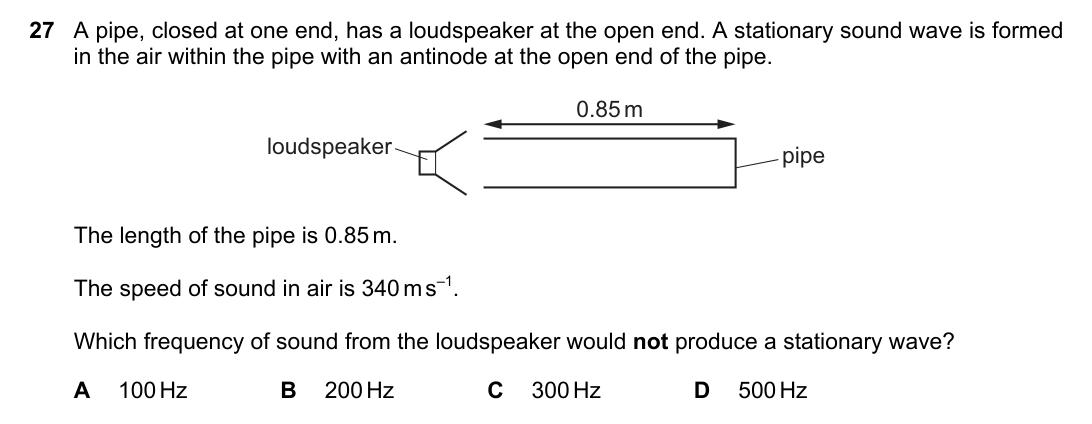 27 A pipe, closed at one end, has a loudspeaker at the open end. A stationary sound wave is formed
in the air within the pipe with an antinode at the open end of the pipe.
0.85 m
loudspeaker
pipe
The length of the pipe is 0.85 m.
The speed of sound in air is 340 m s⁻¹.
Which frequency of sound from the loudspeaker would not produce a stationary wave?
A 100 Hz B 200 Hz C 300 Hz D 500 Hz